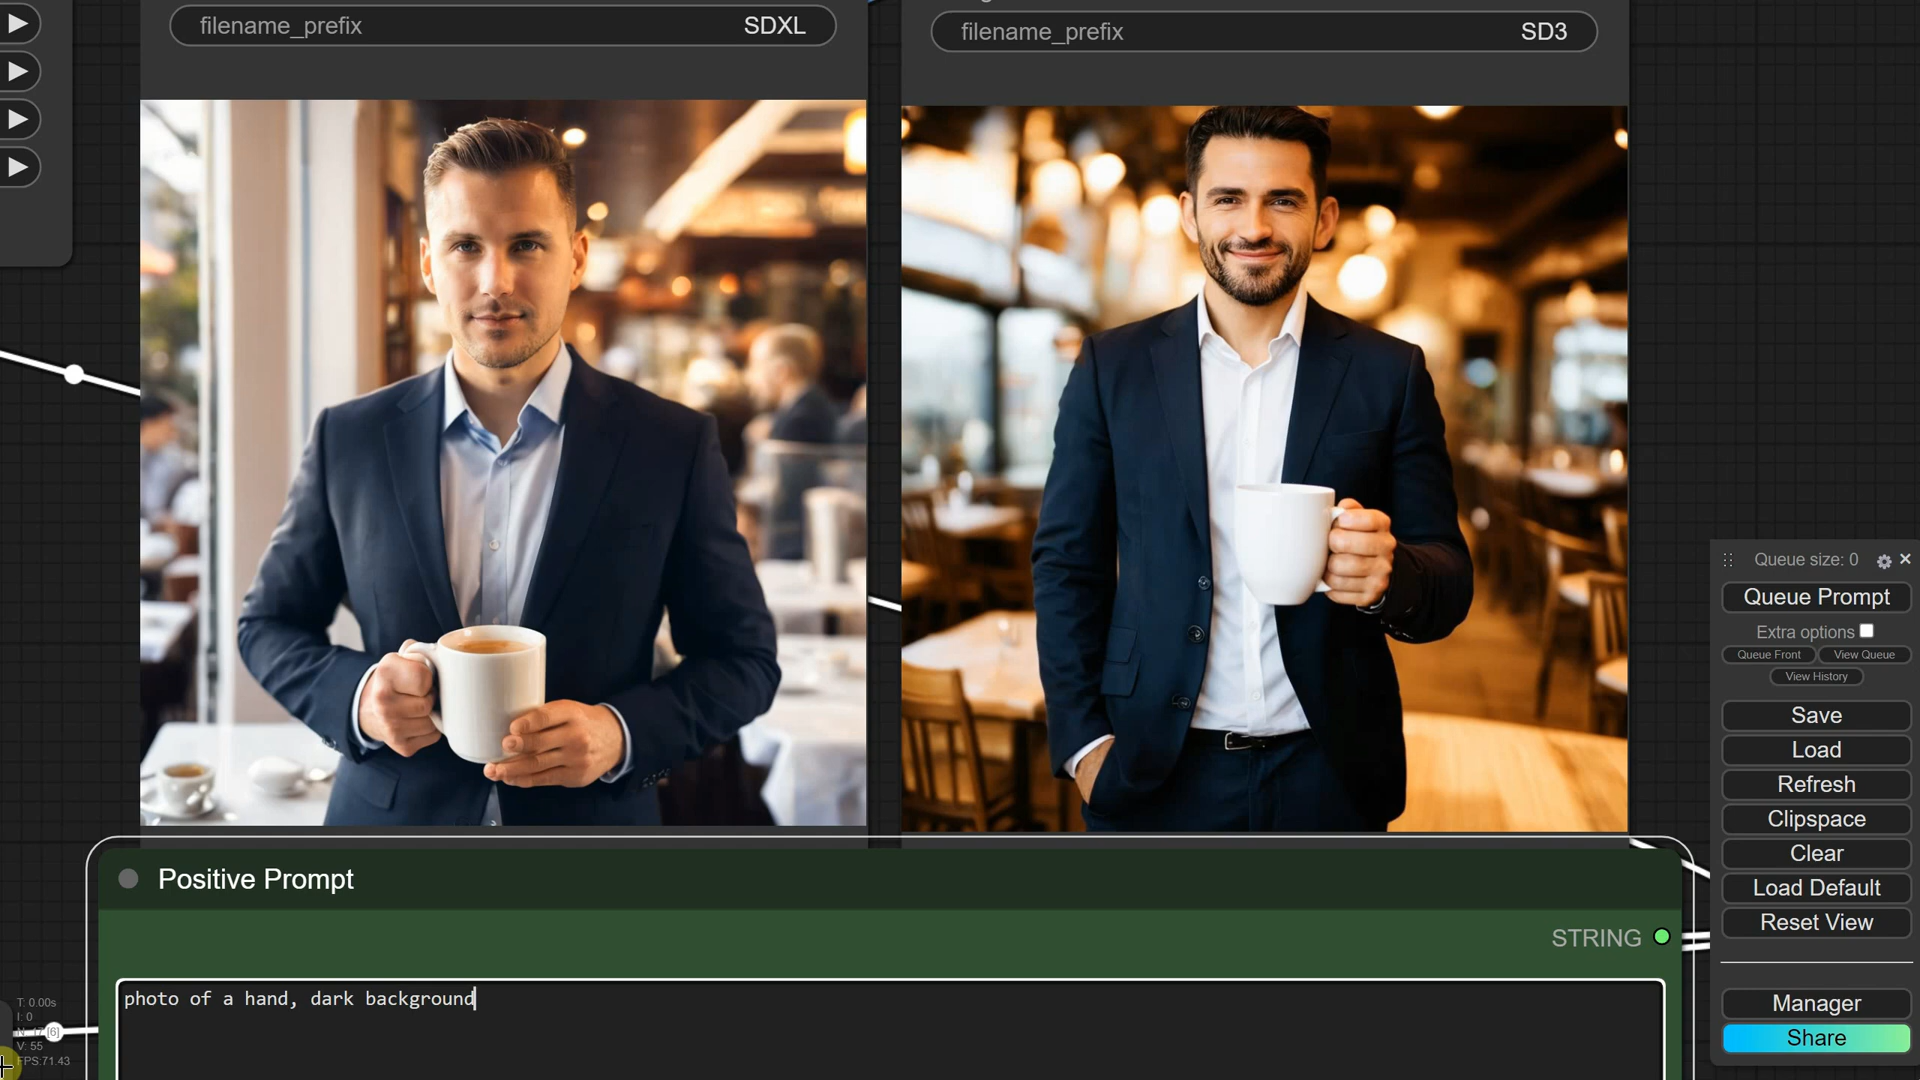 filename_prefix SDXL
filename_prefix SD3
Queue size: 0
Queue Prompt
Extra options
Queue Front View Queue
View History
Save
Load
Refresh
Clipspace
Clear
Load Default
Reset View
Manager
Share
Positive Prompt
STRING
photo of a hand, dark background
T: 0.00s
I: 0
[6]
V: 55
FPS:71.43